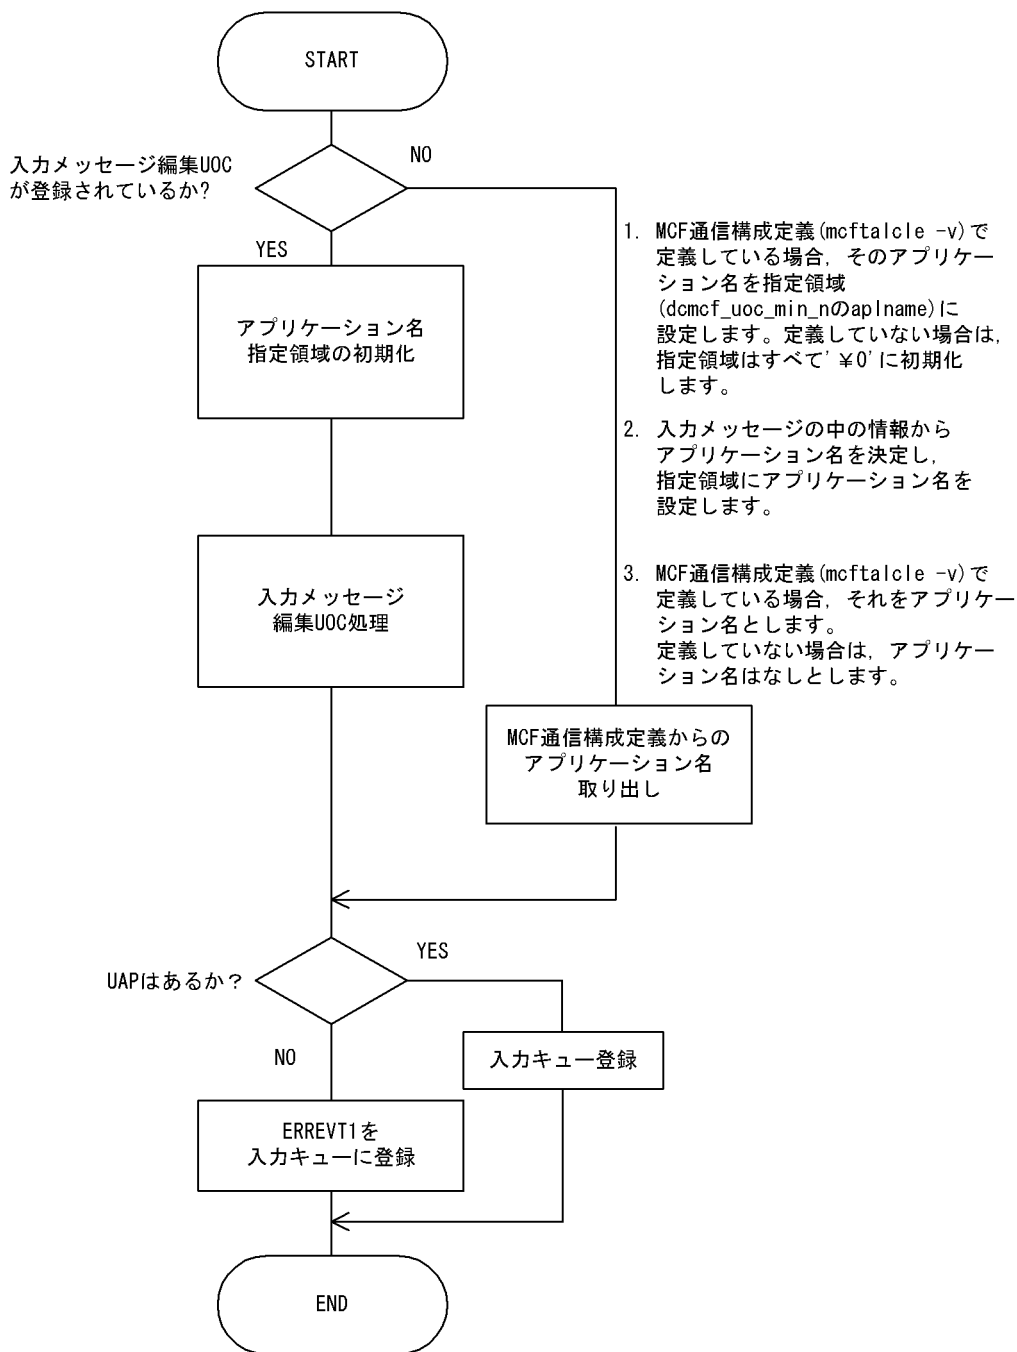 START
入力メッセージ編集UOC
が登録されているか?
NO
YES
アプリケーション名
指定領域の初期化
1. MCF通信構成定義(mcftalcle -v)で
定義している場合，そのアプリケー
ション名を指定領域
(dcmcf_uoc_min_nのaplname)に
設定します。定義していない場合は，
指定領域はすべて'￥0'に初期化
します。
2. 入力メッセージの中の情報から
アプリケーション名を決定し，
指定領域にアプリケーション名を
設定します。
入力メッセージ
編集UOC処理
3. MCF通信構成定義(mcftalcle -v)で
定義している場合，それをアプリケー
ション名とします。
定義していない場合は，アプリケー
ション名はなしとします。
MCF通信構成定義からの
アプリケーション名
取り出し
UAPはあるか？
YES
NO
入力キュー登録
ERREVT1を
入力キューに登録
END